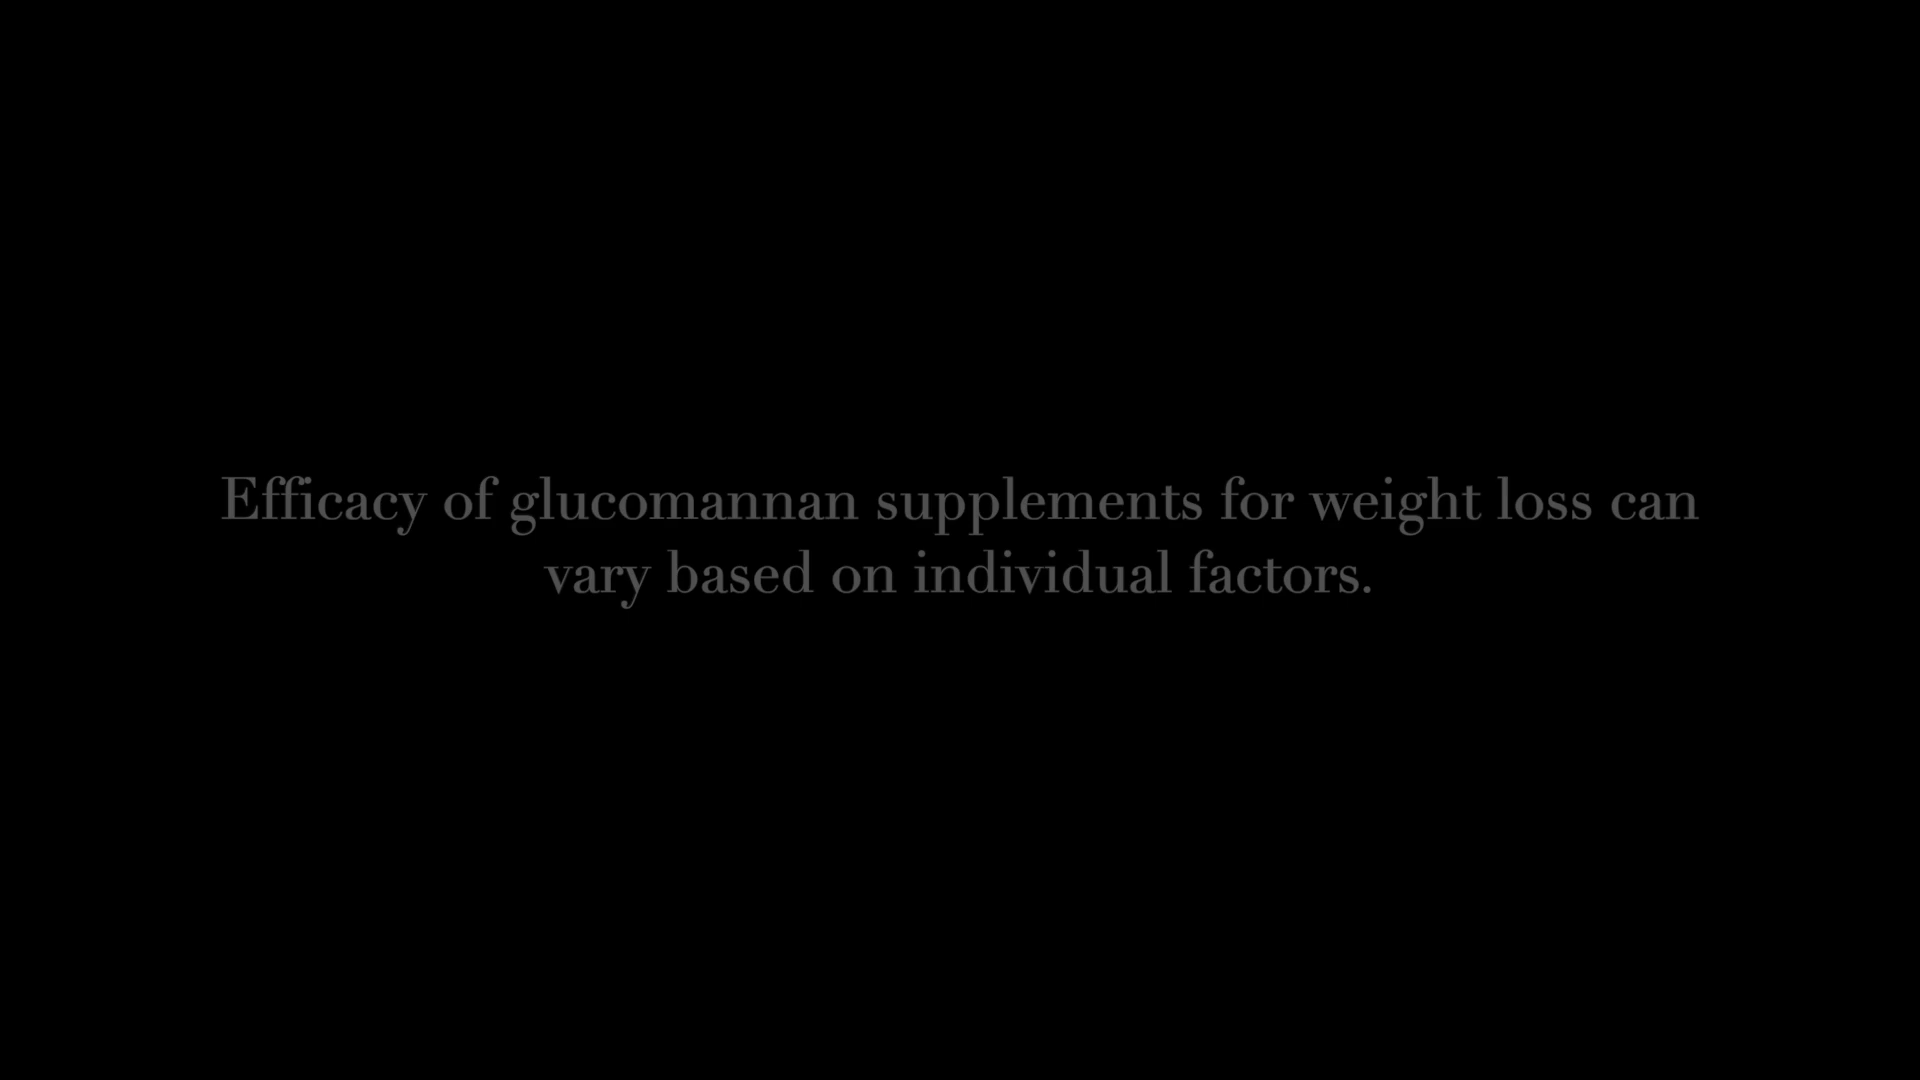 Efficacy of glucomannan supplements for weight loss can
vary based on individual factors.